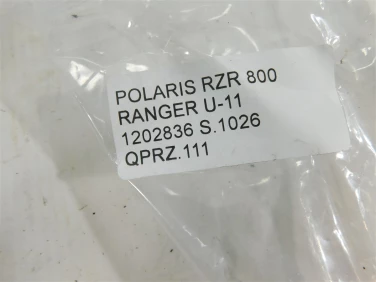 POLARIS RZR 800
RANGER U-11
1202836 S.1026
QPRZ.111